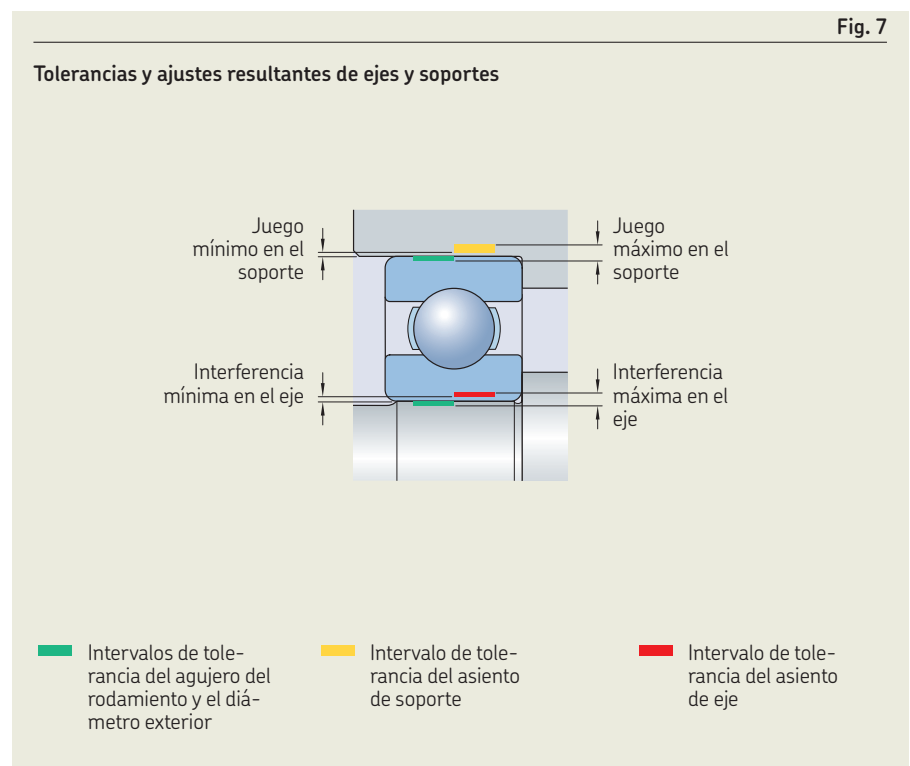 Fig. 7
Tolerancias y ajustes resultantes de ejes y soportes
Juego
mínimo en el
soporte
Juego
máximo en el
soporte
Interferencia
mínima en el eje
Interferencia
máxima en el
eje
Intervalos de tole-
rancia del agujero del
rodamiento y el diá-
metro exterior
Intervalo de tole-
rancia del asiento
de soporte
Intervalo de tole-
rancia del asiento
de eje